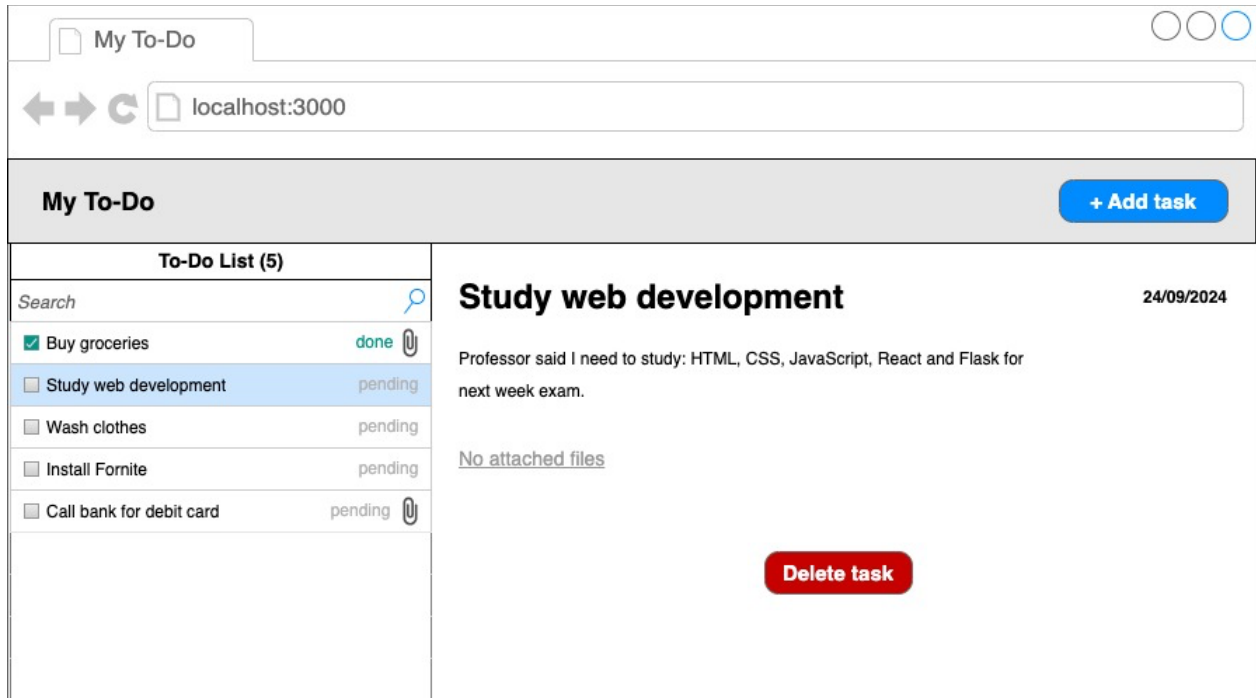 My To-Do
localhost:3000
My To-Do
+ Add task
To-Do List (5)
Search
Buy groceries done
Study web development pending
Wash clothes pending
Install Fornite pending
Call bank for debit card pending
Study web development 24/09/2024
Professor said I need to study: HTML, CSS, JavaScript, React and Flask for
next week exam.
No attached files
Delete task